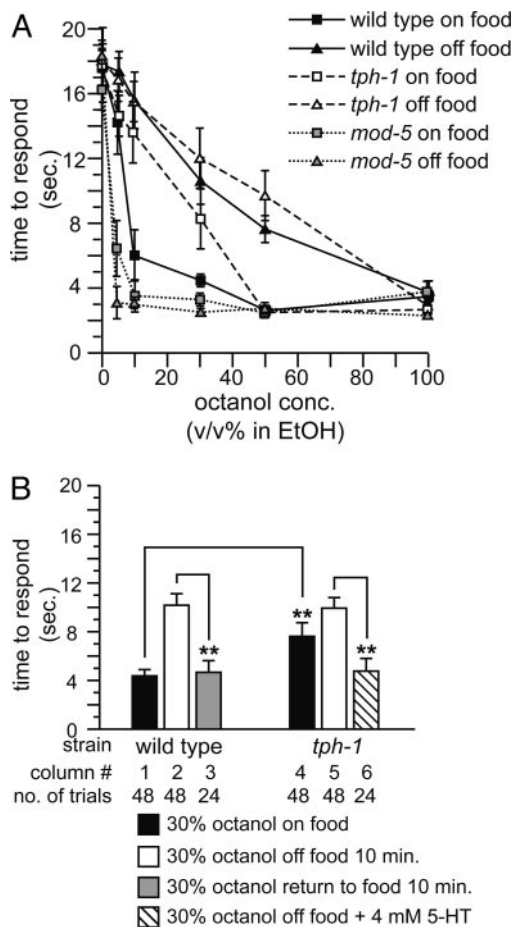 A
20
16
12
8
4
0
time to respond
(sec.)
0 20 40 60 80 100
octanol conc.
(v/v% in EtOH)
wild type on food
wild type off food
tph-1 on food
tph-1 off food
mod-5 on food
mod-5 off food
B
20
16
12
8
4
0
time to respond
(sec.)
**
**
**
strain wild type tph-1
column # 1 2 3 4 5 6
no. of trials 48 48 24 48 48 24
30% octanol on food
30% octanol off food 10 min.
30% octanol return to food 10 min.
30% octanol off food + 4 mM 5-HT